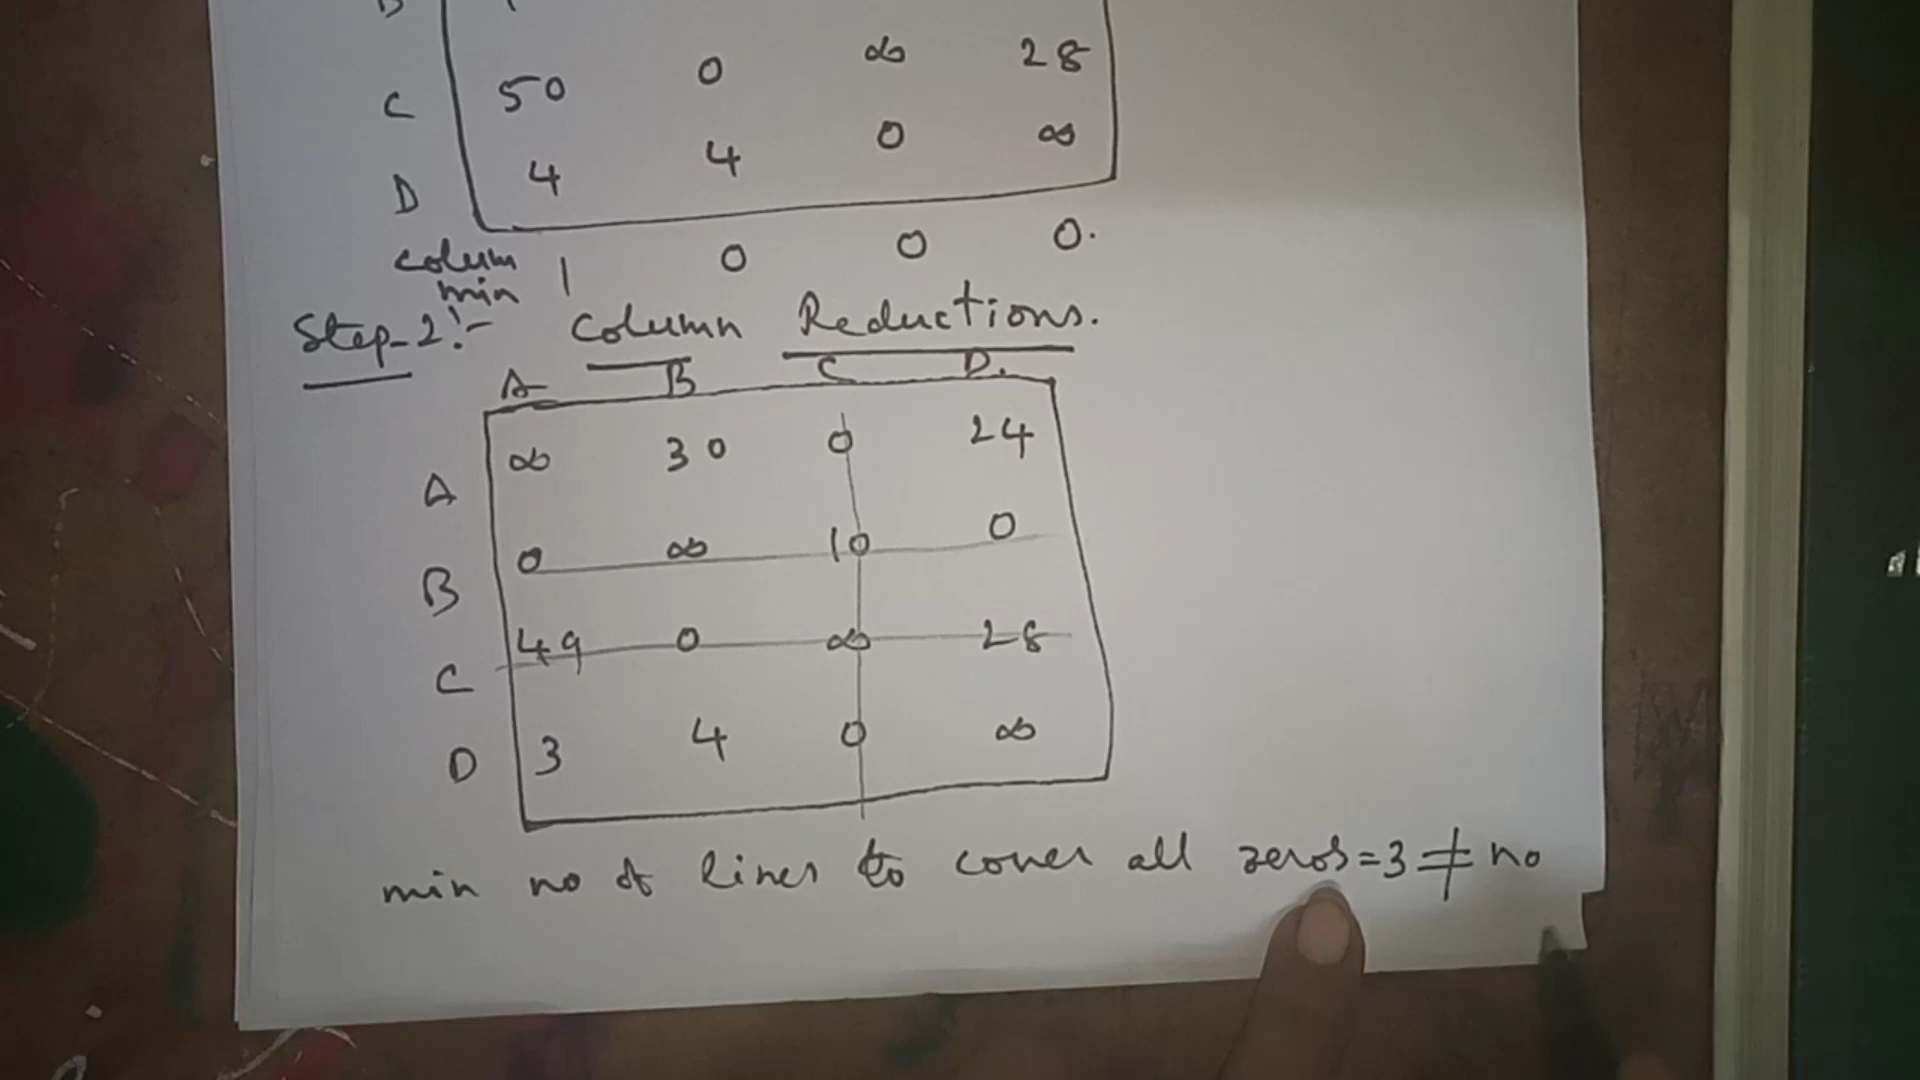 C 50 0 ∞ 28
D 4 4 0 ∞
colum min 1 0 0 0.
Step-2:- Column Reductions.
A B C D.
A ∞ 30 0 24
B 0 ∞ 10 0
C 49 0 ∞ 28
D 3 4 0 ∞
min no of lines to cover all zeros=3≠no